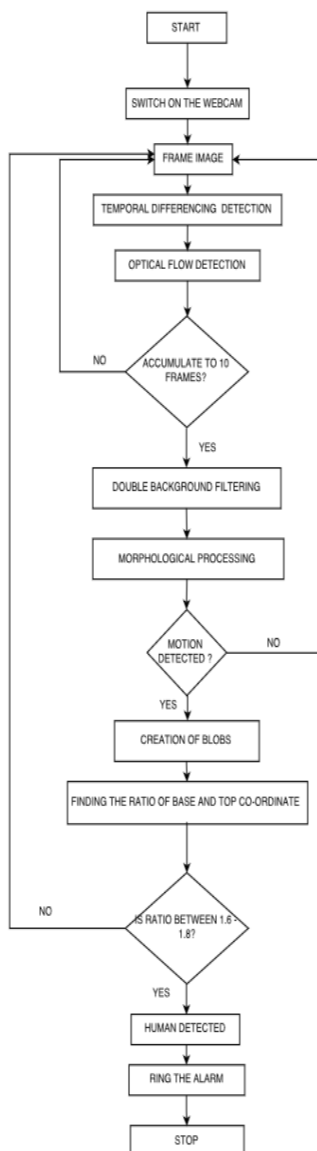 START
SWITCH ON THE WEBCAM
FRAME IMAGE
TEMPORAL DIFFERENCING DETECTION
OPTICAL FLOW DETECTION
NO
ACCUMULATE TO 10
FRAMES?
YES
DOUBLE BACKGROUND FILTERING
MORPHOLOGICAL PROCESSING
MOTION
DETECTED ?
NO
YES
CREATION OF BLOBS
FINDING THE RATIO OF BASE AND TOP CO-ORDINATE
NO
IS RATIO BETWEEN 1.6 -
1.8?
YES
HUMAN DETECTED
RING THE ALARM
STOP